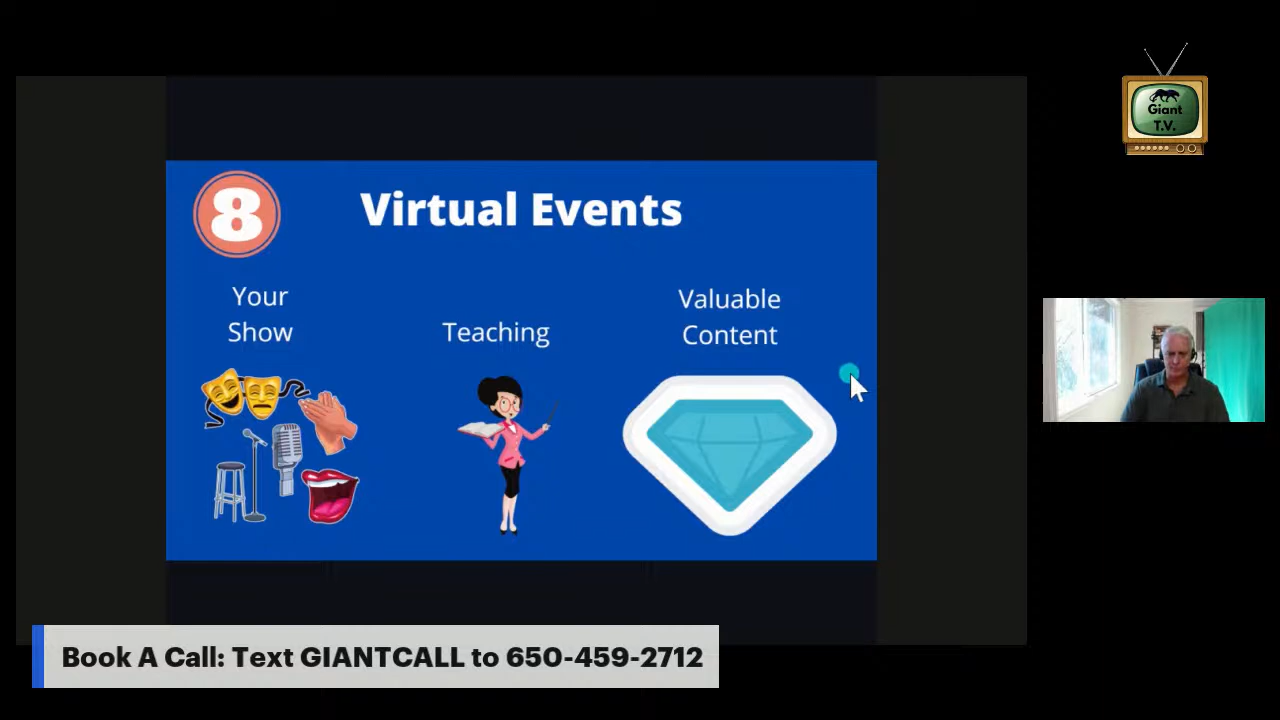 Giant
T.V.
8
Virtual Events
Your
Show
Teaching
Valuable
Content
Book A Call: Text GIANTCALL to 650-459-2712